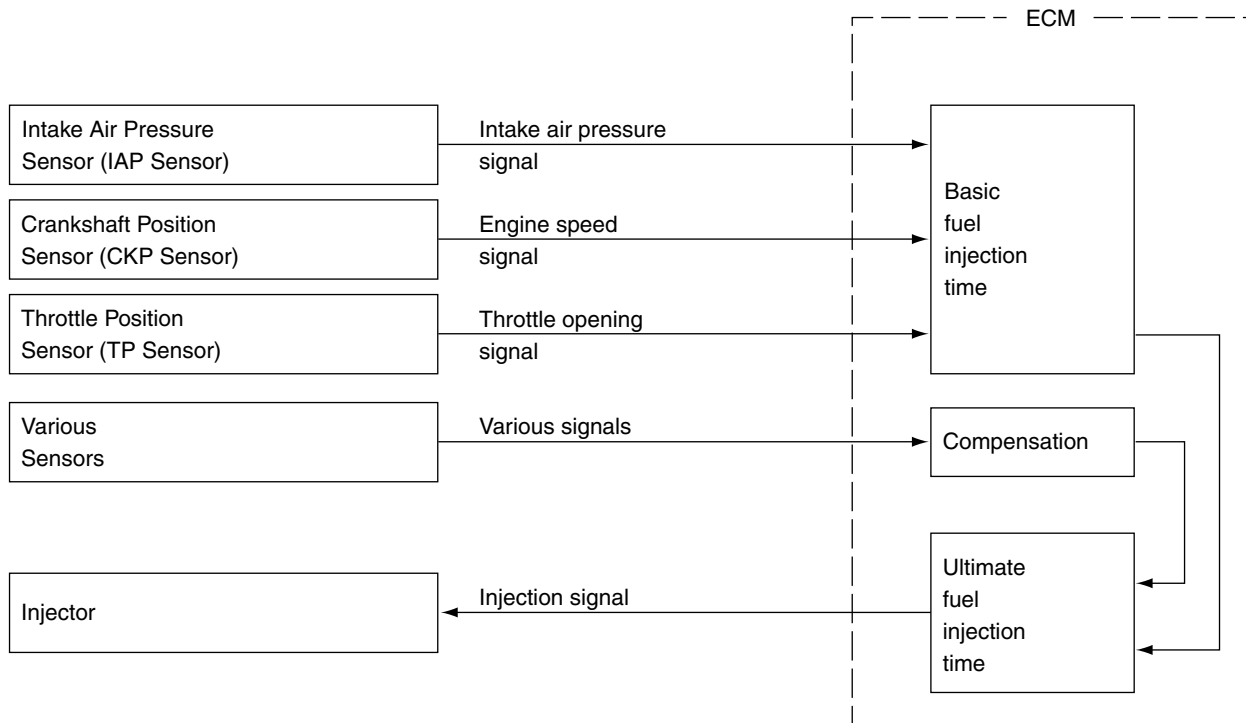 ECM
Intake Air Pressure
Sensor (IAP Sensor)
Intake air pressure
signal
Crankshaft Position
Sensor (CKP Sensor)
Engine speed
signal
Throttle Position
Sensor (TP Sensor)
Throttle opening
signal
Basic
fuel
injection
time
Various
Sensors
Various signals
Compensation
Injector
Injection signal
Ultimate
fuel
injection
time